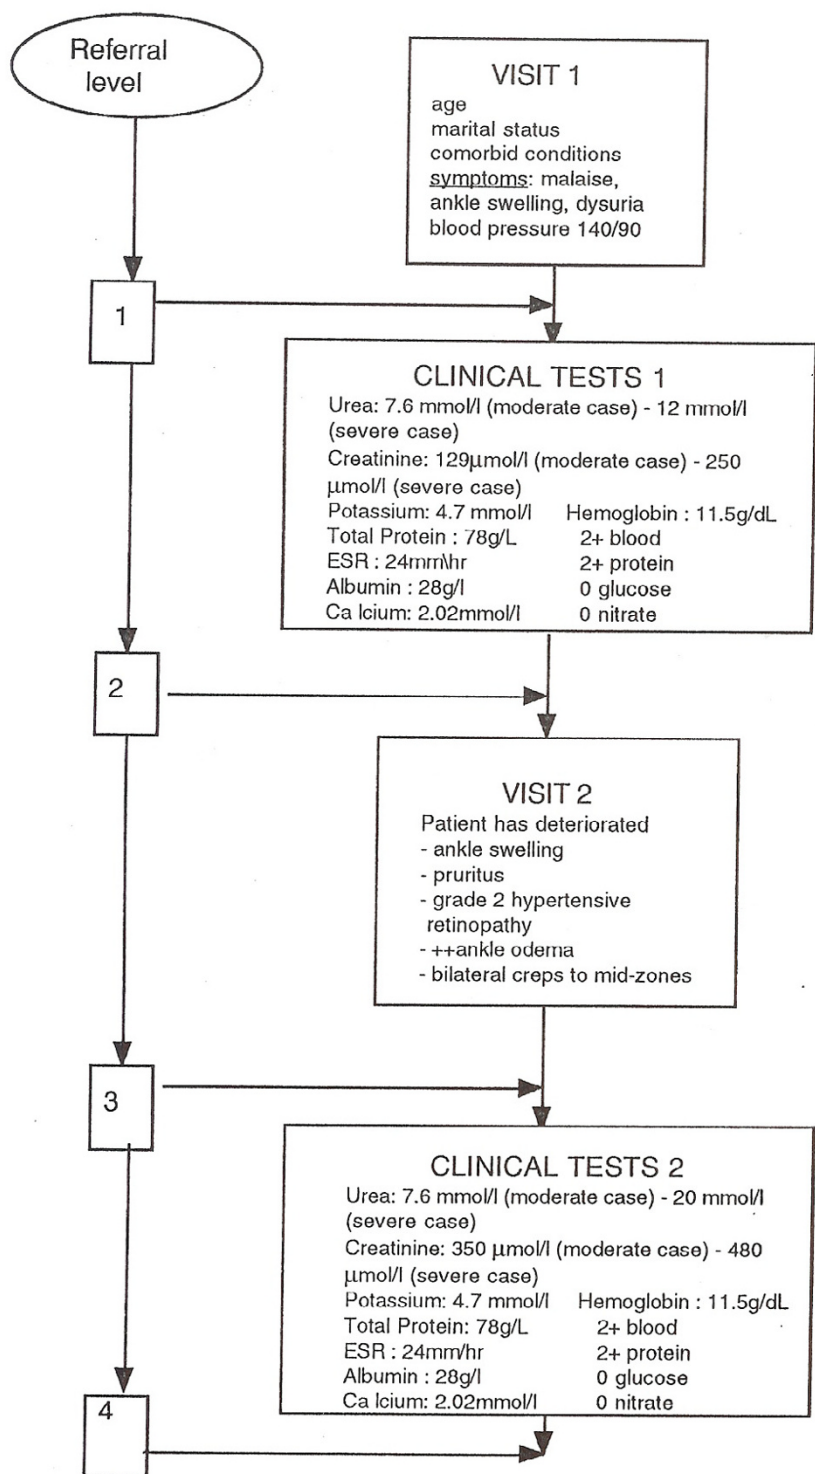 Referral
level
VISIT 1
age
marital status
comorbid conditions
symptoms: malaise,
ankle swelling, dysuria
blood pressure 140/90
1
CLINICAL TESTS 1
Urea: 7.6 mmol/l (moderate case) - 12 mmol/l
(severe case)
Creatinine: 129μmol/l (moderate case) - 250
μmol/l (severe case)
Potassium: 4.7 mmol/l Hemoglobin : 11.5g/dL
Total Protein : 78g/L 2+ blood
ESR : 24mm\hr 2+ protein
Albumin : 28g/l 0 glucose
Ca lcium: 2.02mmol/l 0 nitrate
2
VISIT 2
Patient has deteriorated
- ankle swelling
- pruritus
- grade 2 hypertensive
retinopathy
- ++ankle odema
- bilateral creps to mid-zones
3
CLINICAL TESTS 2
Urea: 7.6 mmol/l (moderate case) - 20 mmol/l
(severe case)
Creatinine: 350 μmol/l (moderate case) - 480
μmol/l (severe case)
Potassium: 4.7 mmol/l Hemoglobin : 11.5g/dL
Total Protein: 78g/L 2+ blood
ESR : 24mm/hr 2+ protein
Albumin : 28g/l 0 glucose
Ca lcium: 2.02mmol/l 0 nitrate
4